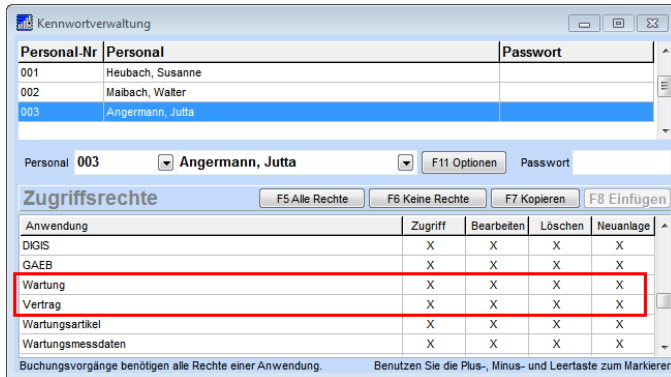 Kennwortverwaltung
Personal-Nr Personal Passwort
001 Heubach, Susanne
002 Maibach, Walter
003 Angermann, Jutta
Personal 003 Angermann, Jutta F11 Optionen Passwort
Zugriffsrechte F5 Alle Rechte F6 Keine Rechte F7 Kopieren F8 Einfügen
Anwendung Zugriff Bearbeiten Löschen Neuanlage
DIGIS X X X X
GAEB X X X X
Wartung X X X X
Vertrag X X X X
Wartungsartikel X X X X
Wartungsmessdaten X X X X
Buchungsvorgänge benötigen alle Rechte einer Anwendung. Benutzen Sie die Plus-, Minus- und Leertaste zum Markieren